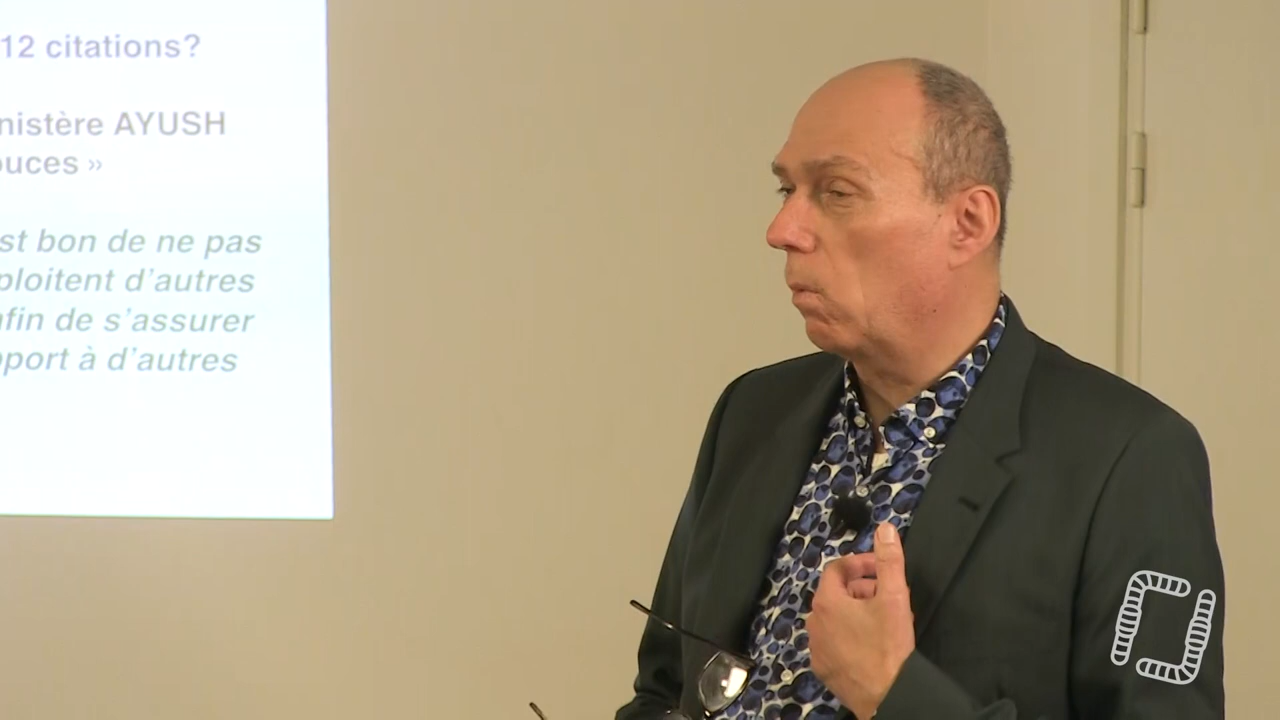 12 citations?
nistère AYUSH
ouces »
st bon de ne pas
ploitent d'autres
afin de s'assurer
pport à d'autres